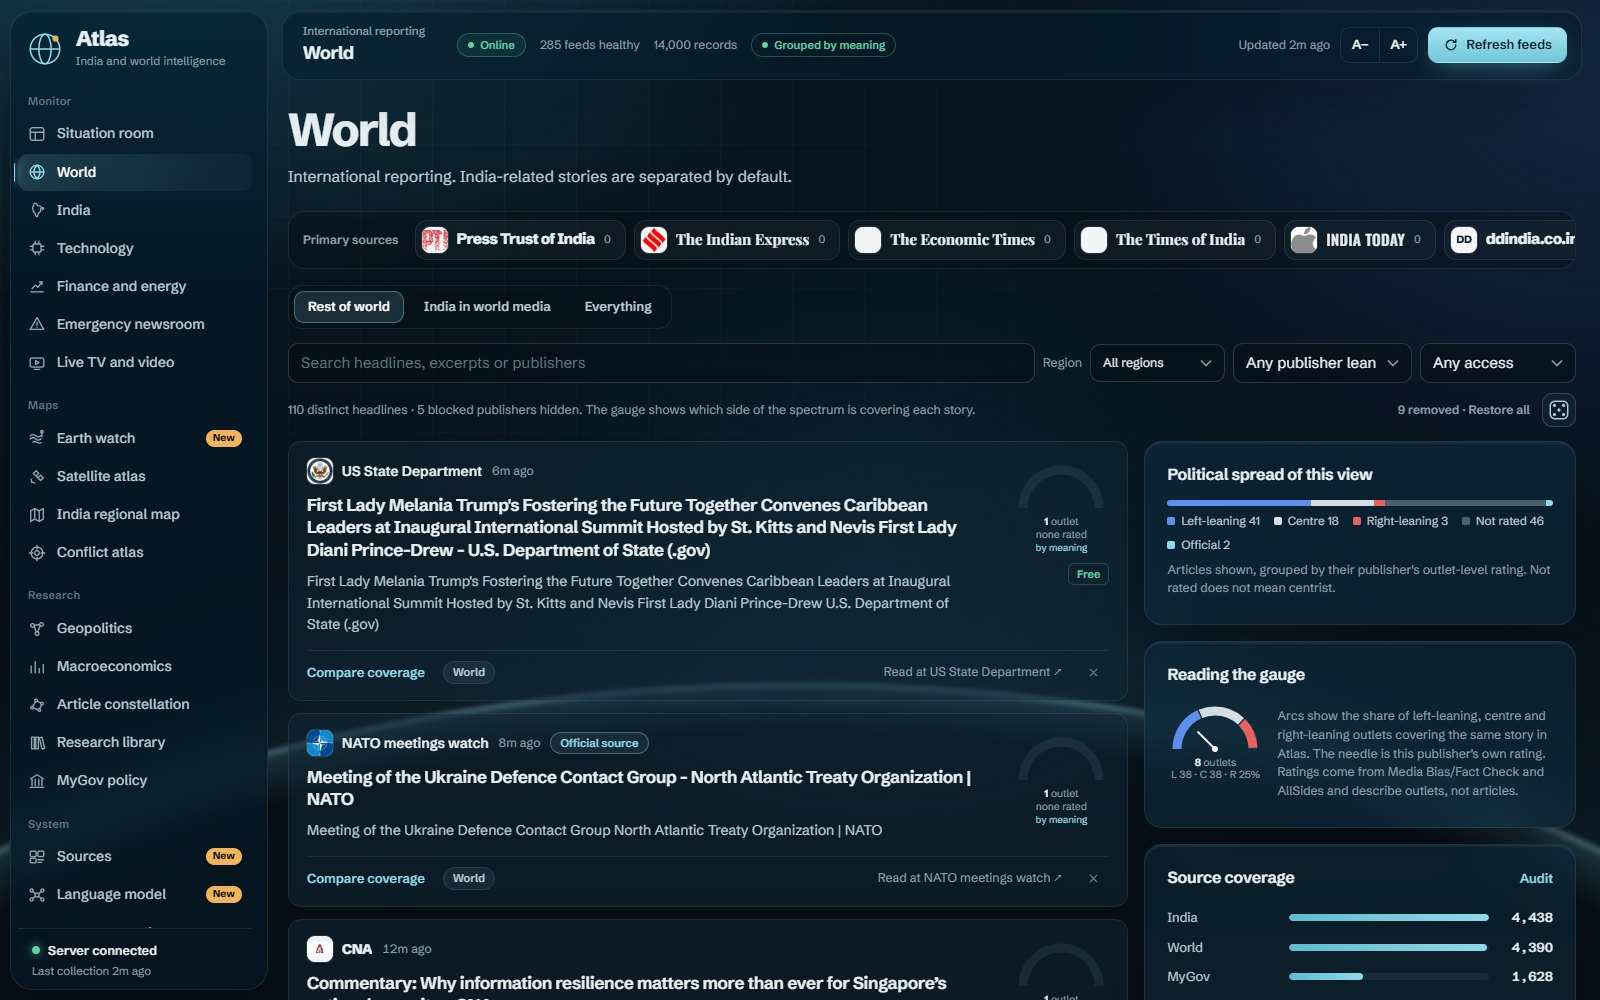 Atlas
India and world intelligence
Monitor
Situation room
World
India
Technology
Finance and energy
Emergency newsroom
Live TV and video
Maps
Earth watch New
Satellite atlas
India regional map
Conflict atlas
Research
Geopolitics
Macroeconomics
Article constellation
Research library
MyGov policy
System
Sources New
Language model New
Server connected
Last collection 2m ago
International reporting
World
Online 285 feeds healthy 14,000 records Grouped by meaning
Updated 2m ago A− A+ Refresh feeds
World
International reporting. India-related stories are separated by default.
Primary sources PTI Press Trust of India 0 The Indian Express 0 The Economic Times 0 The Times of India 0 INDIA TODAY 0 DD ddindia.co.in
Rest of world India in world media Everything
Search headlines, excerpts or publishers Region All regions Any publisher lean Any access
110 distinct headlines · 5 blocked publishers hidden. The gauge shows which side of the spectrum is covering each story.
9 removed · Restore all
US State Department 6m ago
First Lady Melania Trump's Fostering the Future Together Convenes Caribbean
Leaders at Inaugural International Summit Hosted by St. Kitts and Nevis First Lady
Diani Prince-Drew - U.S. Department of State (.gov)
First Lady Melania Trump's Fostering the Future Together Convenes Caribbean Leaders at Inaugural
International Summit Hosted by St. Kitts and Nevis First Lady Diani Prince-Drew U.S. Department of
State (.gov)
1 outlet
none rated
by meaning
Free
Compare coverage World Read at US State Department ↗ ×
NATO meetings watch 8m ago Official source
Meeting of the Ukraine Defence Contact Group - North Atlantic Treaty Organization |
NATO
Meeting of the Ukraine Defence Contact Group North Atlantic Treaty Organization | NATO
1 outlet
none rated
by meaning
Compare coverage World Read at NATO meetings watch ↗ ×
CNA 12m ago
Commentary: Why information resilience matters more than ever for Singapore's
1 outlet
Political spread of this view
Left-leaning 41 Centre 18 Right-leaning 3 Not rated 46
Official 2
Articles shown, grouped by their publisher's outlet-level rating. Not
rated does not mean centrist.
Reading the gauge
8 outlets
L 38 · C 38 · R 25%
Arcs show the share of left-leaning, centre and
right-leaning outlets covering the same story in
Atlas. The needle is this publisher's own rating.
Ratings come from Media Bias/Fact Check and
AllSides and describe outlets, not articles.
Source coverage Audit
India 4,438
World 4,390
MyGov 1,628